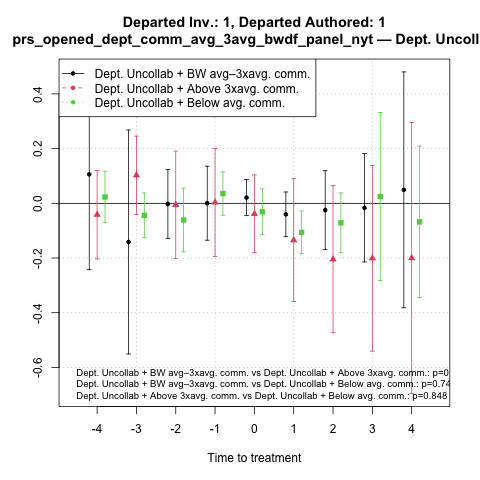 Departed Inv.: 1, Departed Authored: 1
prs_opened_dept_comm_avg_3avg_bwdf_panel_nyt — Dept. Uncoll
Dept. Uncollab + BW avg–3xavg. comm.
Dept. Uncollab + Above 3xavg. comm.
Dept. Uncollab + Below avg. comm.
0.4
0.2
0.0
-0.2
-0.4
-0.6
Dept. Uncollab + BW avg–3xavg. comm. vs Dept. Uncollab + Above 3xavg. comm.: p=0
Dept. Uncollab + BW avg–3xavg. comm. vs Dept. Uncollab + Below avg. comm.: p=0.74
Dept. Uncollab + Above 3xavg. comm. vs Dept. Uncollab + Below avg. comm.: p=0.848
-4 -3 -2 -1 0 1 2 3 4
Time to treatment